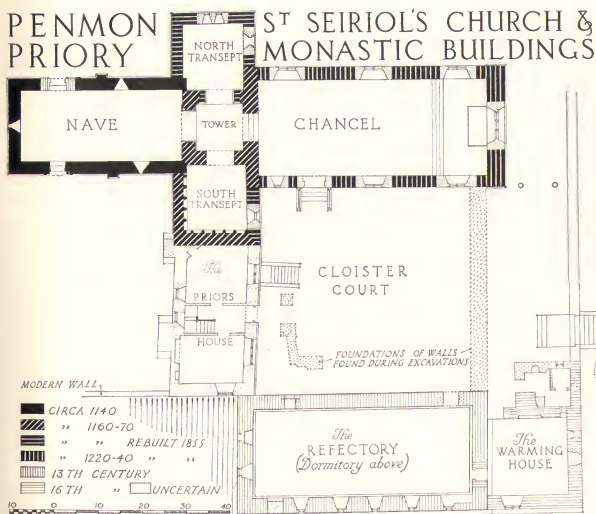 PENMON
PRIORY
ST SEIRIOL'S CHURCH &
MONASTIC BUILDINGS
NORTH
TRANSEPT
NAVE
TOWER
CHANCEL
SOUTH
TRANSEPT
The
PRIORS
HOUSE
CLOISTER
COURT
FOUNDATIONS OF WALLS
FOUND DURING EXCAVATIONS
MODERN WALL
CIRCA 1140
" 1160-70
" " REBUILT 1855
" 1220-40 " "
13TH CENTURY
16TH " UNCERTAIN
The
REFECTORY
(Dormitory above)
The
WARMING
HOUSE
10 0 10 20 30 40